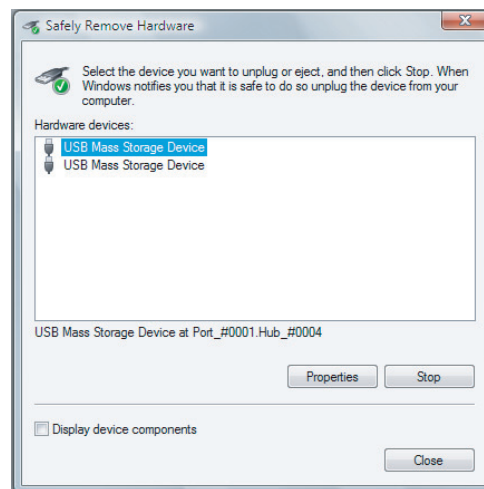 Safely Remove Hardware
Select the device you want to unplug or eject, and then click Stop. When
Windows notifies you that it is safe to do so unplug the device from your
computer.
Hardware devices:
USB Mass Storage Device
USB Mass Storage Device
USB Mass Storage Device at Port_#0001.Hub_#0004
Properties Stop
Display device components
Close